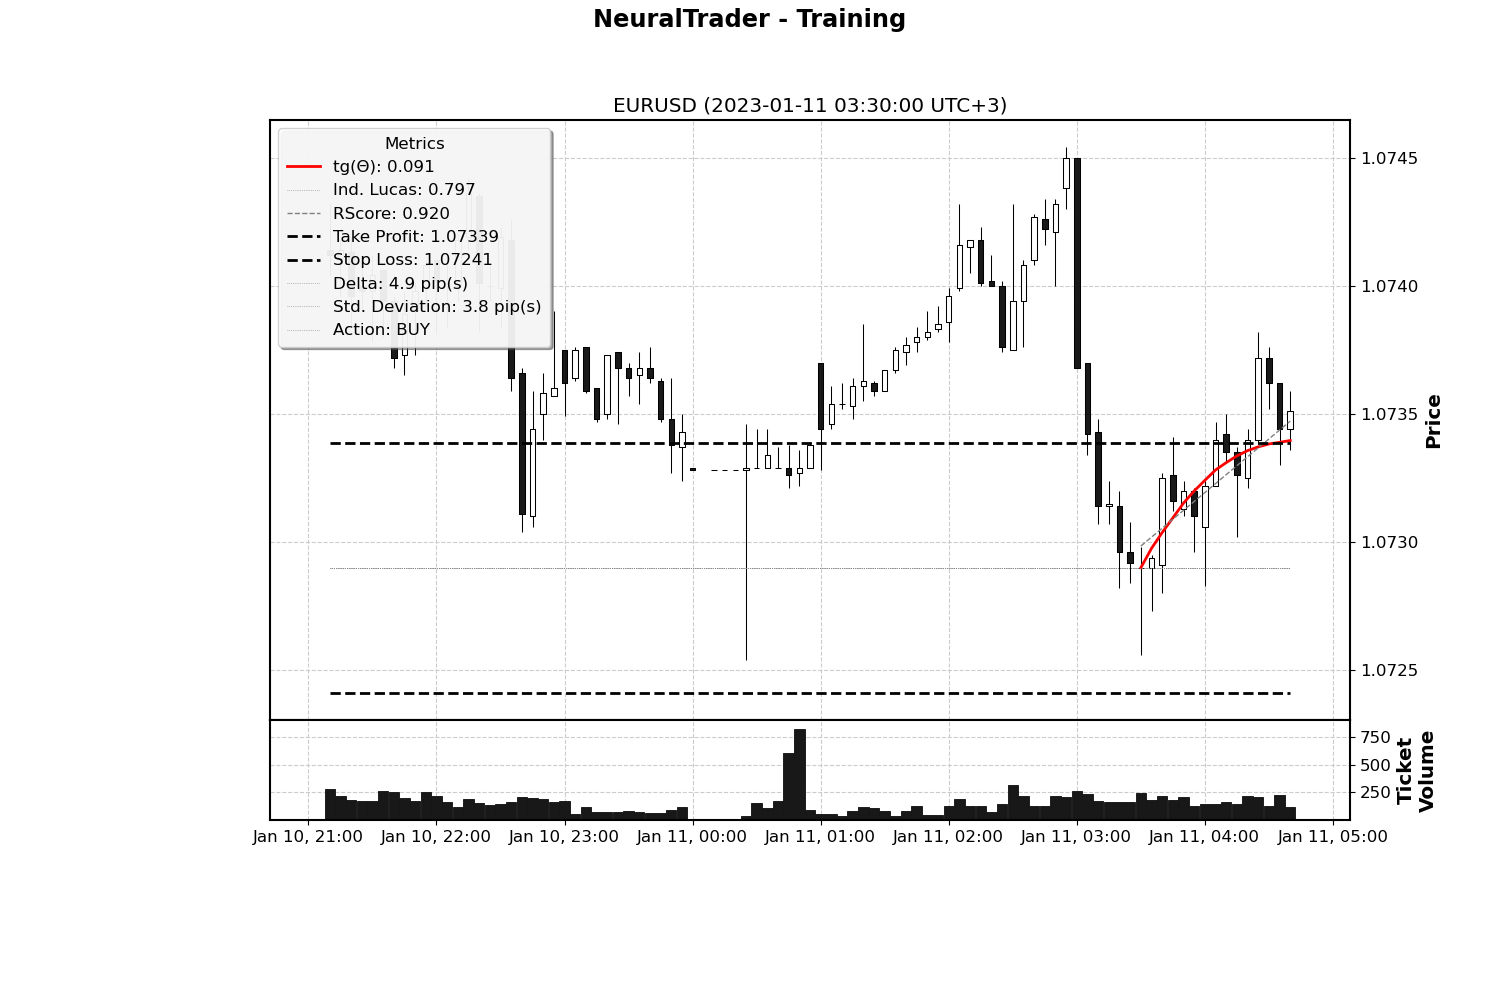 NeuralTrader - Training
EURUSD (2023-01-11 03:30:00 UTC+3)
Metrics
tg(Θ): 0.091
Ind. Lucas: 0.797
RScore: 0.920
Take Profit: 1.07339
Stop Loss: 1.07241
Delta: 4.9 pip(s)
Std. Deviation: 3.8 pip(s)
Action: BUY
1.0745
1.0740
1.0735
1.0730
1.0725
Price
750
500
250
Ticket
Volume
Jan 10, 21:00
Jan 10, 22:00
Jan 10, 23:00
Jan 11, 00:00
Jan 11, 01:00
Jan 11, 02:00
Jan 11, 03:00
Jan 11, 04:00
Jan 11, 05:00